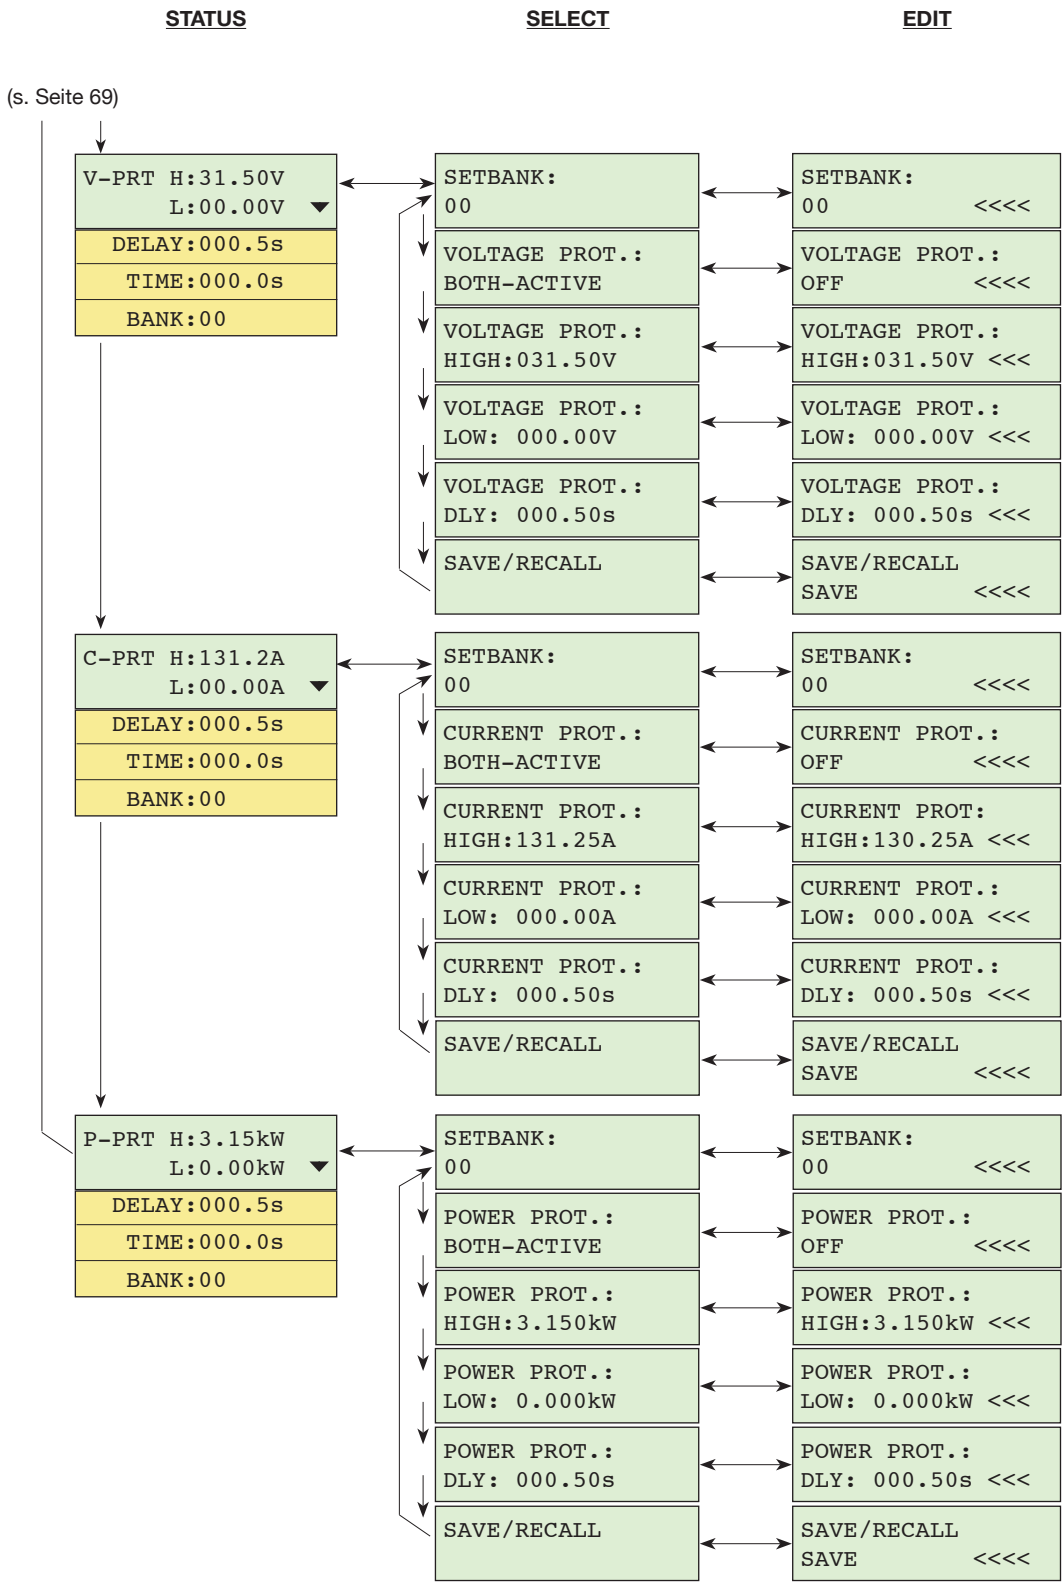 STATUS
SELECT
EDIT
(s. Seite 69)
V-PRT H:31.50V
L:00.00V
DELAY:000.5s
TIME:000.0s
BANK:00
SETBANK:
00
VOLTAGE PROT.:
BOTH-ACTIVE
VOLTAGE PROT.:
HIGH:031.50V
VOLTAGE PROT.:
LOW: 000.00V
VOLTAGE PROT.:
DLY: 000.50s
SAVE/RECALL
SETBANK:
00 <<<<
VOLTAGE PROT.:
OFF <<<<
VOLTAGE PROT.:
HIGH:031.50V <<<
VOLTAGE PROT.:
LOW: 000.00V <<<
VOLTAGE PROT.:
DLY: 000.50s <<<
SAVE/RECALL
SAVE <<<<
C-PRT H:131.2A
L:00.00A
DELAY:000.5s
TIME:000.0s
BANK:00
SETBANK:
00
CURRENT PROT.:
BOTH-ACTIVE
CURRENT PROT.:
HIGH:131.25A
CURRENT PROT.:
LOW: 000.00A
CURRENT PROT.:
DLY: 000.50s
SAVE/RECALL
SETBANK:
00 <<<<
CURRENT PROT.:
OFF <<<<
CURRENT PROT:
HIGH:130.25A <<<
CURRENT PROT.:
LOW: 000.00A <<<
CURRENT PROT.:
DLY: 000.50s <<<
SAVE/RECALL
SAVE <<<<
P-PRT H:3.15kW
L:0.00kW
DELAY:000.5s
TIME:000.0s
BANK:00
SETBANK:
00
POWER PROT.:
BOTH-ACTIVE
POWER PROT.:
HIGH:3.150kW
POWER PROT.:
LOW: 0.000kW
POWER PROT.:
DLY: 000.50s
SAVE/RECALL
SETBANK:
00 <<<<
POWER PROT.:
OFF <<<<
POWER PROT.:
HIGH:3.150kW <<<
POWER PROT.:
LOW: 0.000kW <<<
POWER PROT.:
DLY: 000.50s <<<
SAVE/RECALL
SAVE <<<<